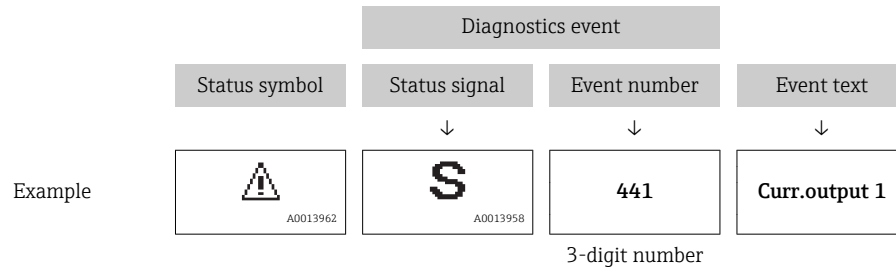 Diagnostics event
Status symbol Status signal Event number Event text
↓ ↓ ↓
Example S 441 Curr.output 1
A0013962 A0013958
3-digit number